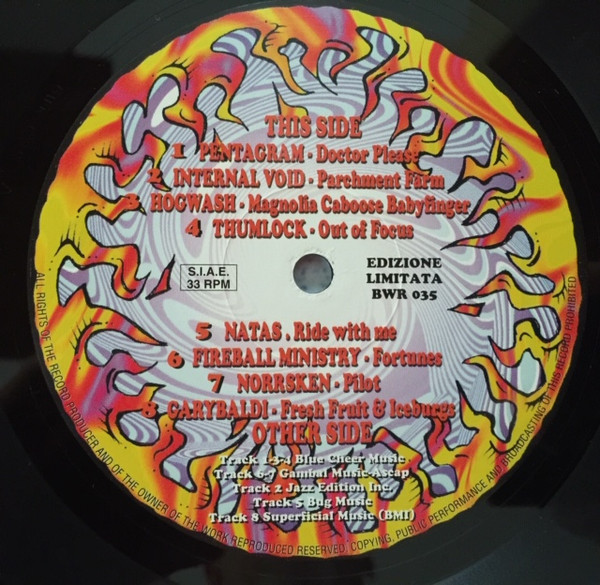 THIS SIDE
1 PENTAGRAM - Doctor Please
2 INTERNAL VOID - Parchment Farm
3 HOGWASH - Magnolia Caboose Babyfinger
4 THUMLOCK - Out of Focus
S.I.A.E.
33 RPM
EDIZIONE
LIMITATA
BWR 035
5 NATAS . Ride with me
6 FIREBALL MINISTRY - Fortunes
7 NORRSKEN - Pilot
8 GARYBALDI - Fresh Fruit & Iceburgs
OTHER SIDE
Track 1-3-4 Blue Cheer Music
Track 6-7 Gambal Music-Ascap
Track 2 Jazz Edition Inc.
Track 5 Bug Music
Track 8 Superficial Music (BMI)
ALL RIGHTS OF THE RECORD PRODUCER AND OF THE OWNER OF THE WORK REPRODUCED RESERVED. COPYING, PUBLIC PERFORMANCE AND BROADCASTING OF THIS RECORD PROHIBITED